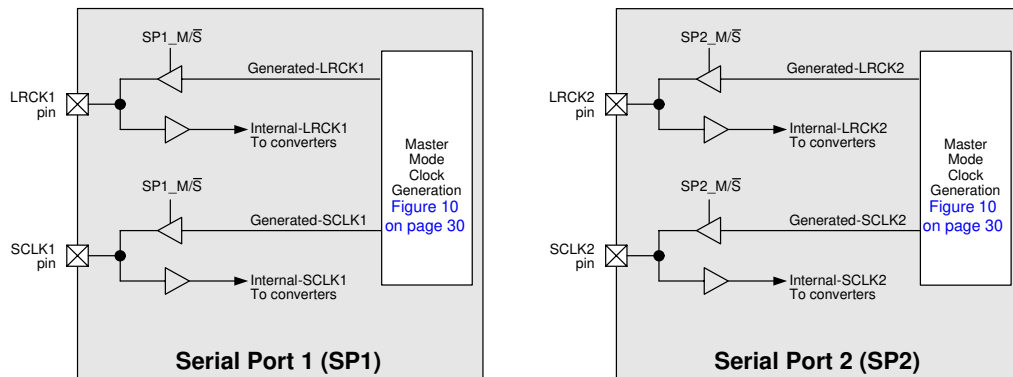 SP1_M/S̅
Generated-LRCK1
LRCK1
pin
Internal-LRCK1
To converters
Master
Mode
Clock
Generation
Figure 10
on page 30
SP1_M/S̅
Generated-SCLK1
SCLK1
pin
Internal-SCLK1
To converters
Serial Port 1 (SP1)
SP2_M/S̅
Generated-LRCK2
LRCK2
pin
Internal-LRCK2
To converters
Master
Mode
Clock
Generation
Figure 10
on page 30
SP2_M/S̅
Generated-SCLK2
SCLK2
pin
Internal-SCLK2
To converters
Serial Port 2 (SP2)